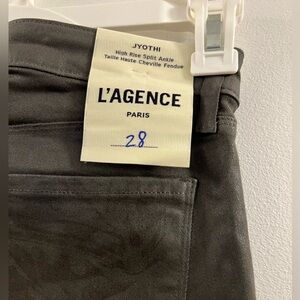 JYOTHI
High Rise Split Ankle
Taille Haute Cheville Fendue
L'AGENCE
PARIS
28